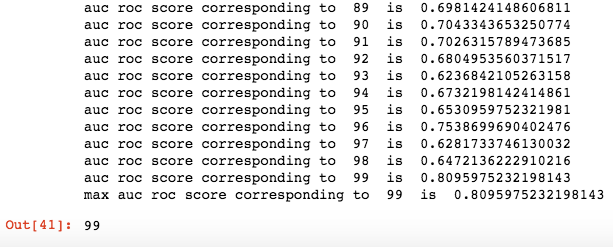 auc roc score corresponding to  89  is  0.6981424148606811
auc roc score corresponding to  90  is  0.7043343653250774
auc roc score corresponding to  91  is  0.7026315789473685
auc roc score corresponding to  92  is  0.6804953560371517
auc roc score corresponding to  93  is  0.6236842105263158
auc roc score corresponding to  94  is  0.6732198142414861
auc roc score corresponding to  95  is  0.6530959752321981
auc roc score corresponding to  96  is  0.7538699690402476
auc roc score corresponding to  97  is  0.6281733746130032
auc roc score corresponding to  98  is  0.6472136222910216
auc roc score corresponding to  99  is  0.8095975232198143
max auc roc score corresponding to  99  is  0.8095975232198143
Out[41]: 99